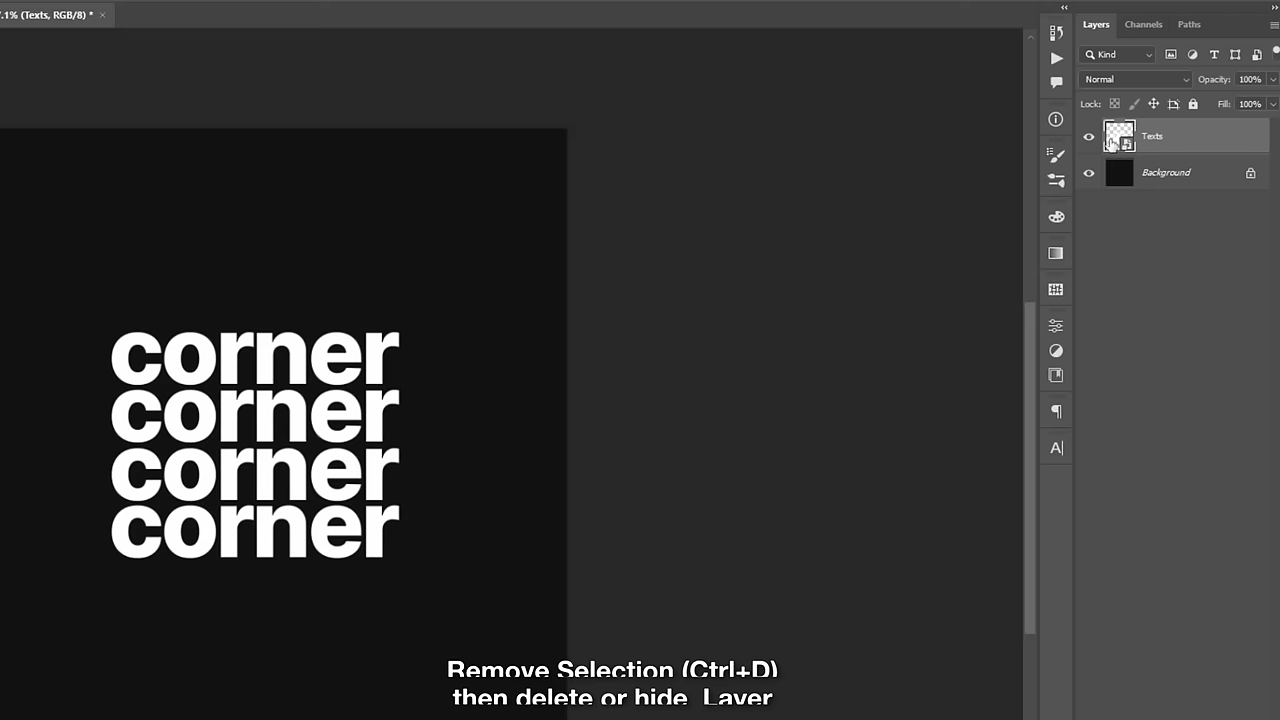 .1% (Texts, RGB/8) * ×
Layers Channels Paths
Kind
Normal Opacity: 100%
Lock: Fill: 100%
Texts
Background
corner
corner
corner
corner
Remove Selection (Ctrl+D)
then delete or hide Layer